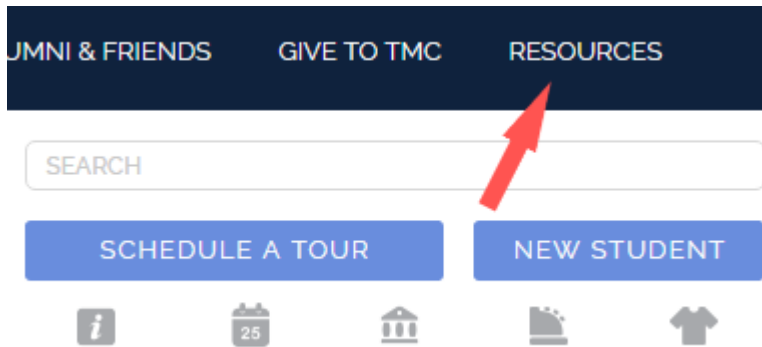 UMNI & FRIENDS GIVE TO TMC RESOURCES
SEARCH
SCHEDULE A TOUR NEW STUDENT
i 25